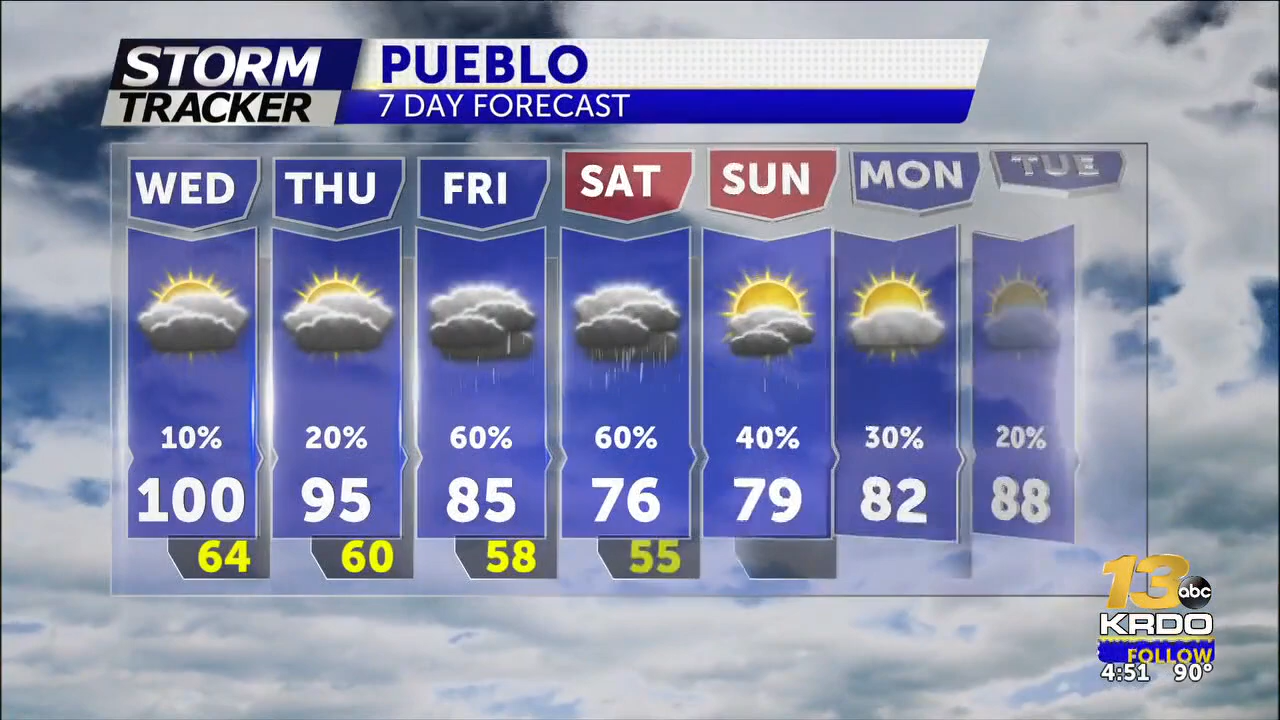 STORM
TRACKER
PUEBLO
7 DAY FORECAST
WED THU FRI SAT SUN MON TUE
10% 20% 60% 60% 40% 30% 20%
100 95 85 76 79 82 88
64 60 58 55
13 abc
KRDO
FOLLOW
4:51 90°